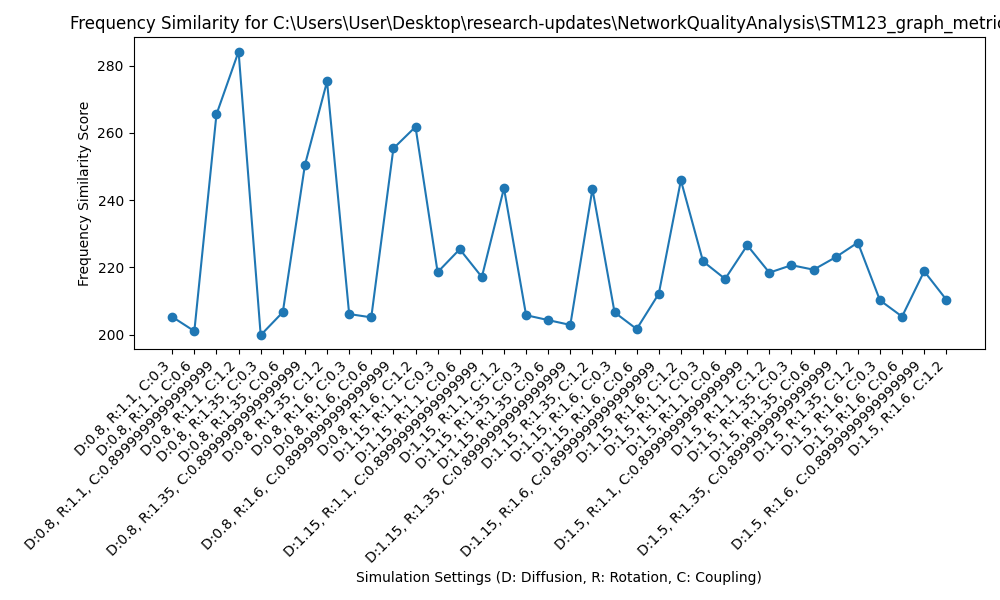 Frequency Similarity for C:\Users\User\Desktop\research-updates\NetworkQualityAnalysis\STM123_graph_metric
Frequency Similarity Score
280
260
240
220
200
D:0.8, R:1.1, C:0.3
D:0.8, R:1.1, C:0.6
D:0.8, R:1.1, C:0.8999999999999999
D:0.8, R:1.1, C:1.2
D:0.8, R:1.35, C:0.3
D:0.8, R:1.35, C:0.6
D:0.8, R:1.35, C:0.8999999999999999
D:0.8, R:1.35, C:1.2
D:0.8, R:1.6, C:0.3
D:0.8, R:1.6, C:0.6
D:0.8, R:1.6, C:0.8999999999999999
D:0.8, R:1.6, C:1.2
D:1.15, R:1.1, C:0.3
D:1.15, R:1.1, C:0.6
D:1.15, R:1.1, C:0.8999999999999999
D:1.15, R:1.1, C:1.2
D:1.15, R:1.35, C:0.3
D:1.15, R:1.35, C:0.6
D:1.15, R:1.35, C:0.8999999999999999
D:1.15, R:1.35, C:1.2
D:1.15, R:1.6, C:0.3
D:1.15, R:1.6, C:0.6
D:1.15, R:1.6, C:0.8999999999999999
D:1.15, R:1.6, C:1.2
D:1.5, R:1.1, C:0.3
D:1.5, R:1.1, C:0.6
D:1.5, R:1.1, C:0.8999999999999999
D:1.5, R:1.1, C:1.2
D:1.5, R:1.35, C:0.3
D:1.5, R:1.35, C:0.6
D:1.5, R:1.35, C:0.8999999999999999
D:1.5, R:1.35, C:1.2
D:1.5, R:1.6, C:0.3
D:1.5, R:1.6, C:0.6
D:1.5, R:1.6, C:0.8999999999999999
D:1.5, R:1.6, C:1.2
Simulation Settings (D: Diffusion, R: Rotation, C: Coupling)